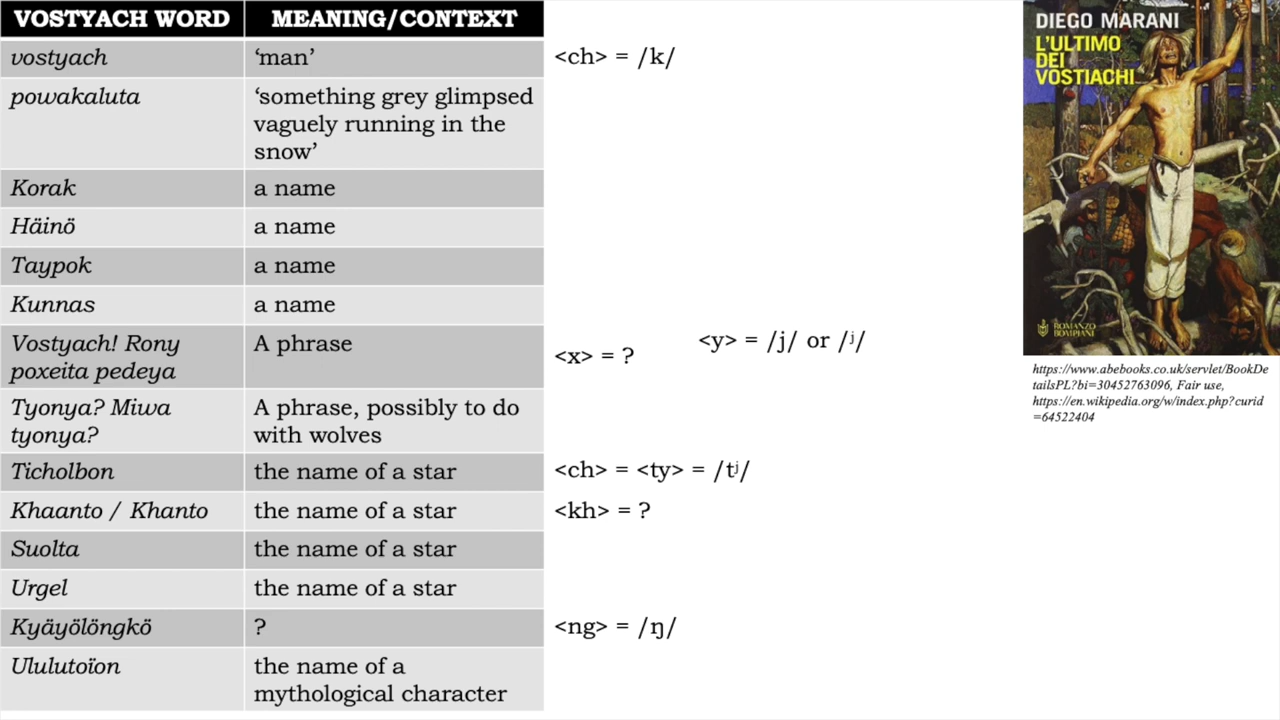 VOSTYACH WORD MEANING/CONTEXT
vostyach ‘man’ <ch> = /k/
powakaluta ‘something grey glimpsed
vaguely running in the
snow’
Korak a name
Häinö a name
Taypok a name
Kunnas a name
Vostyach! Rony A phrase
poxeita pedeya
<x> = ? <y> = /j/ or /ʲ/
Tyonya? Miwa A phrase, possibly to do
tyonya? with wolves
Ticholbon the name of a star <ch> = <ty> = /tʲ/
Khaanto / Khanto the name of a star <kh> = ?
Suolta the name of a star
Urgel the name of a star
Kyäyölöngkö ? <ng> = /ŋ/
Ululutoïon the name of a
mythological character
DIEGO MARANI
L'ULTIMO
DEI
VOSTIACHI
ROMANZO
BOMPIANI
https://www.abebooks.co.uk/servlet/BookDe
tailsPL?bi=30452763096, Fair use,
https://en.wikipedia.org/w/index.php?curid
=64522404